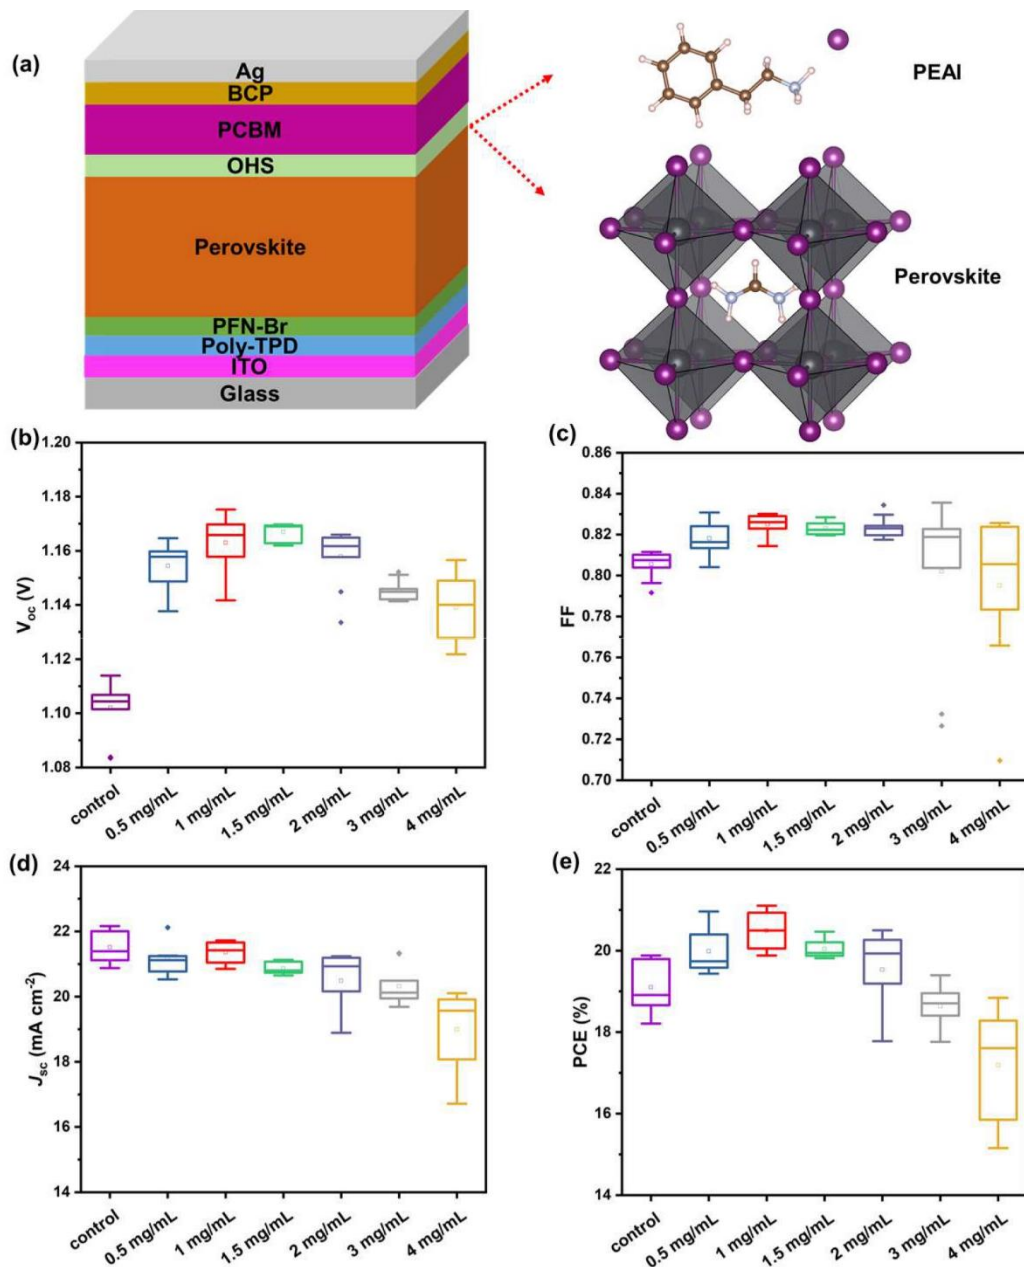 (a)
Ag
BCP
PCBM
OHS
Perovskite
PFN-Br
Poly-TPD
ITO
Glass
PEAI
Perovskite
(b)
1.20
1.18
1.16
1.14
1.12
1.10
1.08
Voc (V)
control
0.5 mg/mL
1 mg/mL
1.5 mg/mL
2 mg/mL
3 mg/mL
4 mg/mL
(c)
0.86
0.84
0.82
0.80
0.78
0.76
0.74
0.72
0.70
FF
control
0.5 mg/mL
1 mg/mL
1.5 mg/mL
2 mg/mL
3 mg/mL
4 mg/mL
(d)
24
22
20
18
16
14
Jsc (mA cm⁻²)
control
0.5 mg/mL
1 mg/mL
1.5 mg/mL
2 mg/mL
3 mg/mL
4 mg/mL
(e)
22
20
18
16
14
PCE (%)
control
0.5 mg/mL
1 mg/mL
1.5 mg/mL
2 mg/mL
3 mg/mL
4 mg/mL